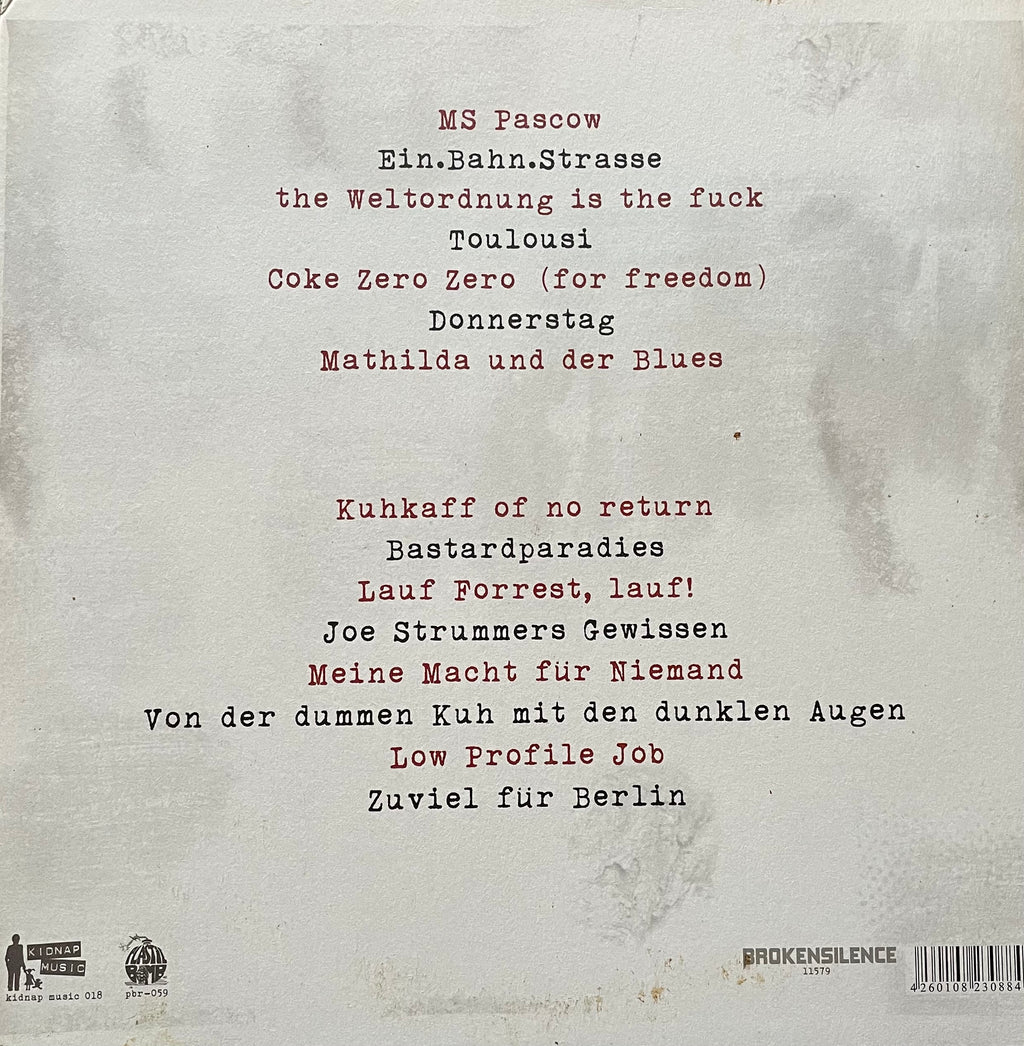 MS Pascow
Ein.Bahn.Strasse
the Weltordnung is the fuck
Toulousi
Coke Zero Zero (for freedom)
Donnerstag
Mathilda und der Blues
Kuhkaff of no return
Bastardparadies
Lauf Forrest, lauf!
Joe Strummers Gewissen
Meine Macht für Niemand
Von der dummen Kuh mit den dunklen Augen
Low Profile Job
Zuviel für Berlin
KIDNAP
MUSIC
kidnap music 018
PLASTIC
BOMB
pbr-059
BROKENSILENCE
11579
4260108230884